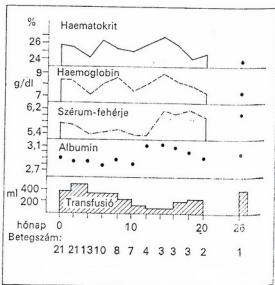 %
Haematokrit
26
24
Haemoglobin
9
g/dl
7
Szérum-fehérje
6,2
5,4
Albumin
3,1
2,7
ml
400
200
Transfusió
hónap 0 10 20 26
Betegszám:
21 21 13 10 8 7 4 3 3 3 2 1